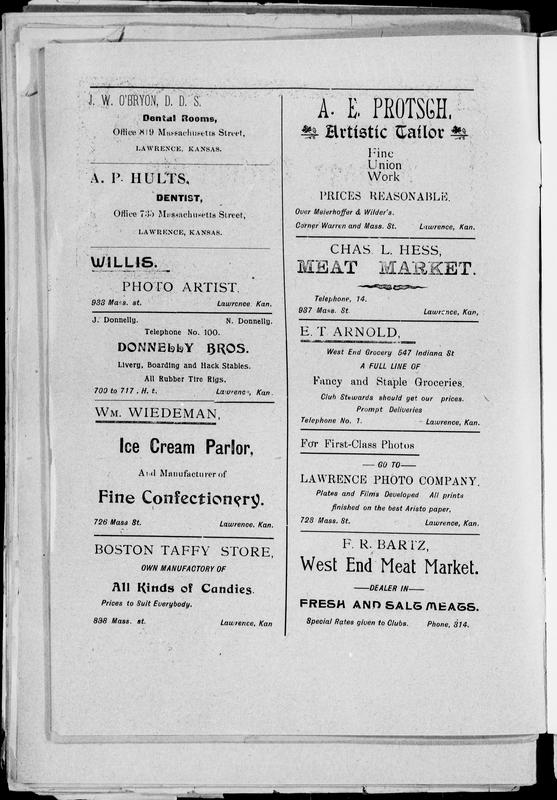 J. W. O'BRYON, D. D. S.
Dental Rooms,
Office 819 Massachusetts Street,
LAWRENCE, KANSAS.
A. P. HULTS,
DENTIST,
Office 735 Massachusetts Street,
LAWRENCE, KANSAS.
WILLIS.
PHOTO ARTIST.
933 Mass. st. Lawrence Kan.
J. Donnelly. N. Donnelly.
Telephone No. 100.
DONNELLY BROS.
Livery, Boarding and Hack Stables.
All Rubber Tire Rigs.
700 to 717 . H. t. Lawrence, Kan.
WM. WIEDEMAN,
Ice Cream Parlor,
And Manufacturer of
Fine Confectionery.
726 Mass St. Lawrence, Kan.
BOSTON TAFFY STORE,
OWN MANUFACTORY OF
All Kinds of Candies.
Prices to Suit Everybody.
838 Mass. st. Lawrence, Kan
A. E. PROTSCH,
Artistic Tailor
Fine
Union
Work
PRICES REASONABLE.
Over Meierhoffer & Wilder's.
Corner Warren and Mass. St. Lawrence, Kan.
CHAS. L. HESS,
MEAT MARKET.
Telephone, 14.
937 Mass. St. Lawrence, Kan,
E. T. ARNOLD,
West End Grocery 547 Indiana St
A FULL LINE OF
Fancy and Staple Groceries.
Club Stewards should get our prices.
Prompt Deliveries
Telephone No. 1. Lawrence, Kan.
For First-Class Photos
—GO TO—
LAWRENCE PHOTO COMPANY.
Plates and Films Developed All prints
finished on the best Aristo paper,
723 Mass. St. Lawrence, Kan.
F. R. BARTZ,
West End Meat Market.
—DEALER IN—
FRESH AND SALT MEATS.
Special Rates given to Clubs. Phone, 314.